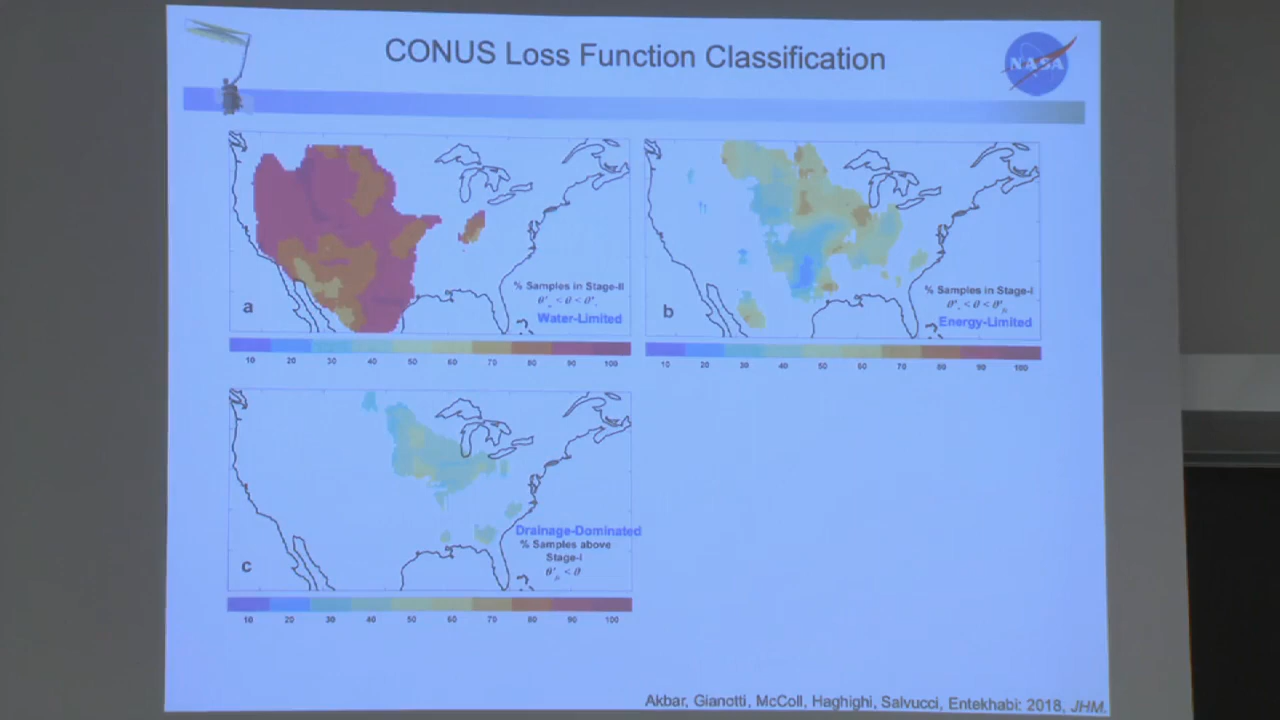 CONUS Loss Function Classification
NASA
% Samples in Stage-II
Water-Limited
a
10 20 30 40 50 60 70 80 90 100
% Samples in Stage-I
Energy-Limited
b
10 20 30 40 50 60 70 80 90 100
Drainage-Dominated
% Samples above
Stage-I
c
10 20 30 40 50 60 70 80 90 100
Akbar, Gianotti, McColl, Haghighi, Salvucci, Entekhabi: 2018, JHM.